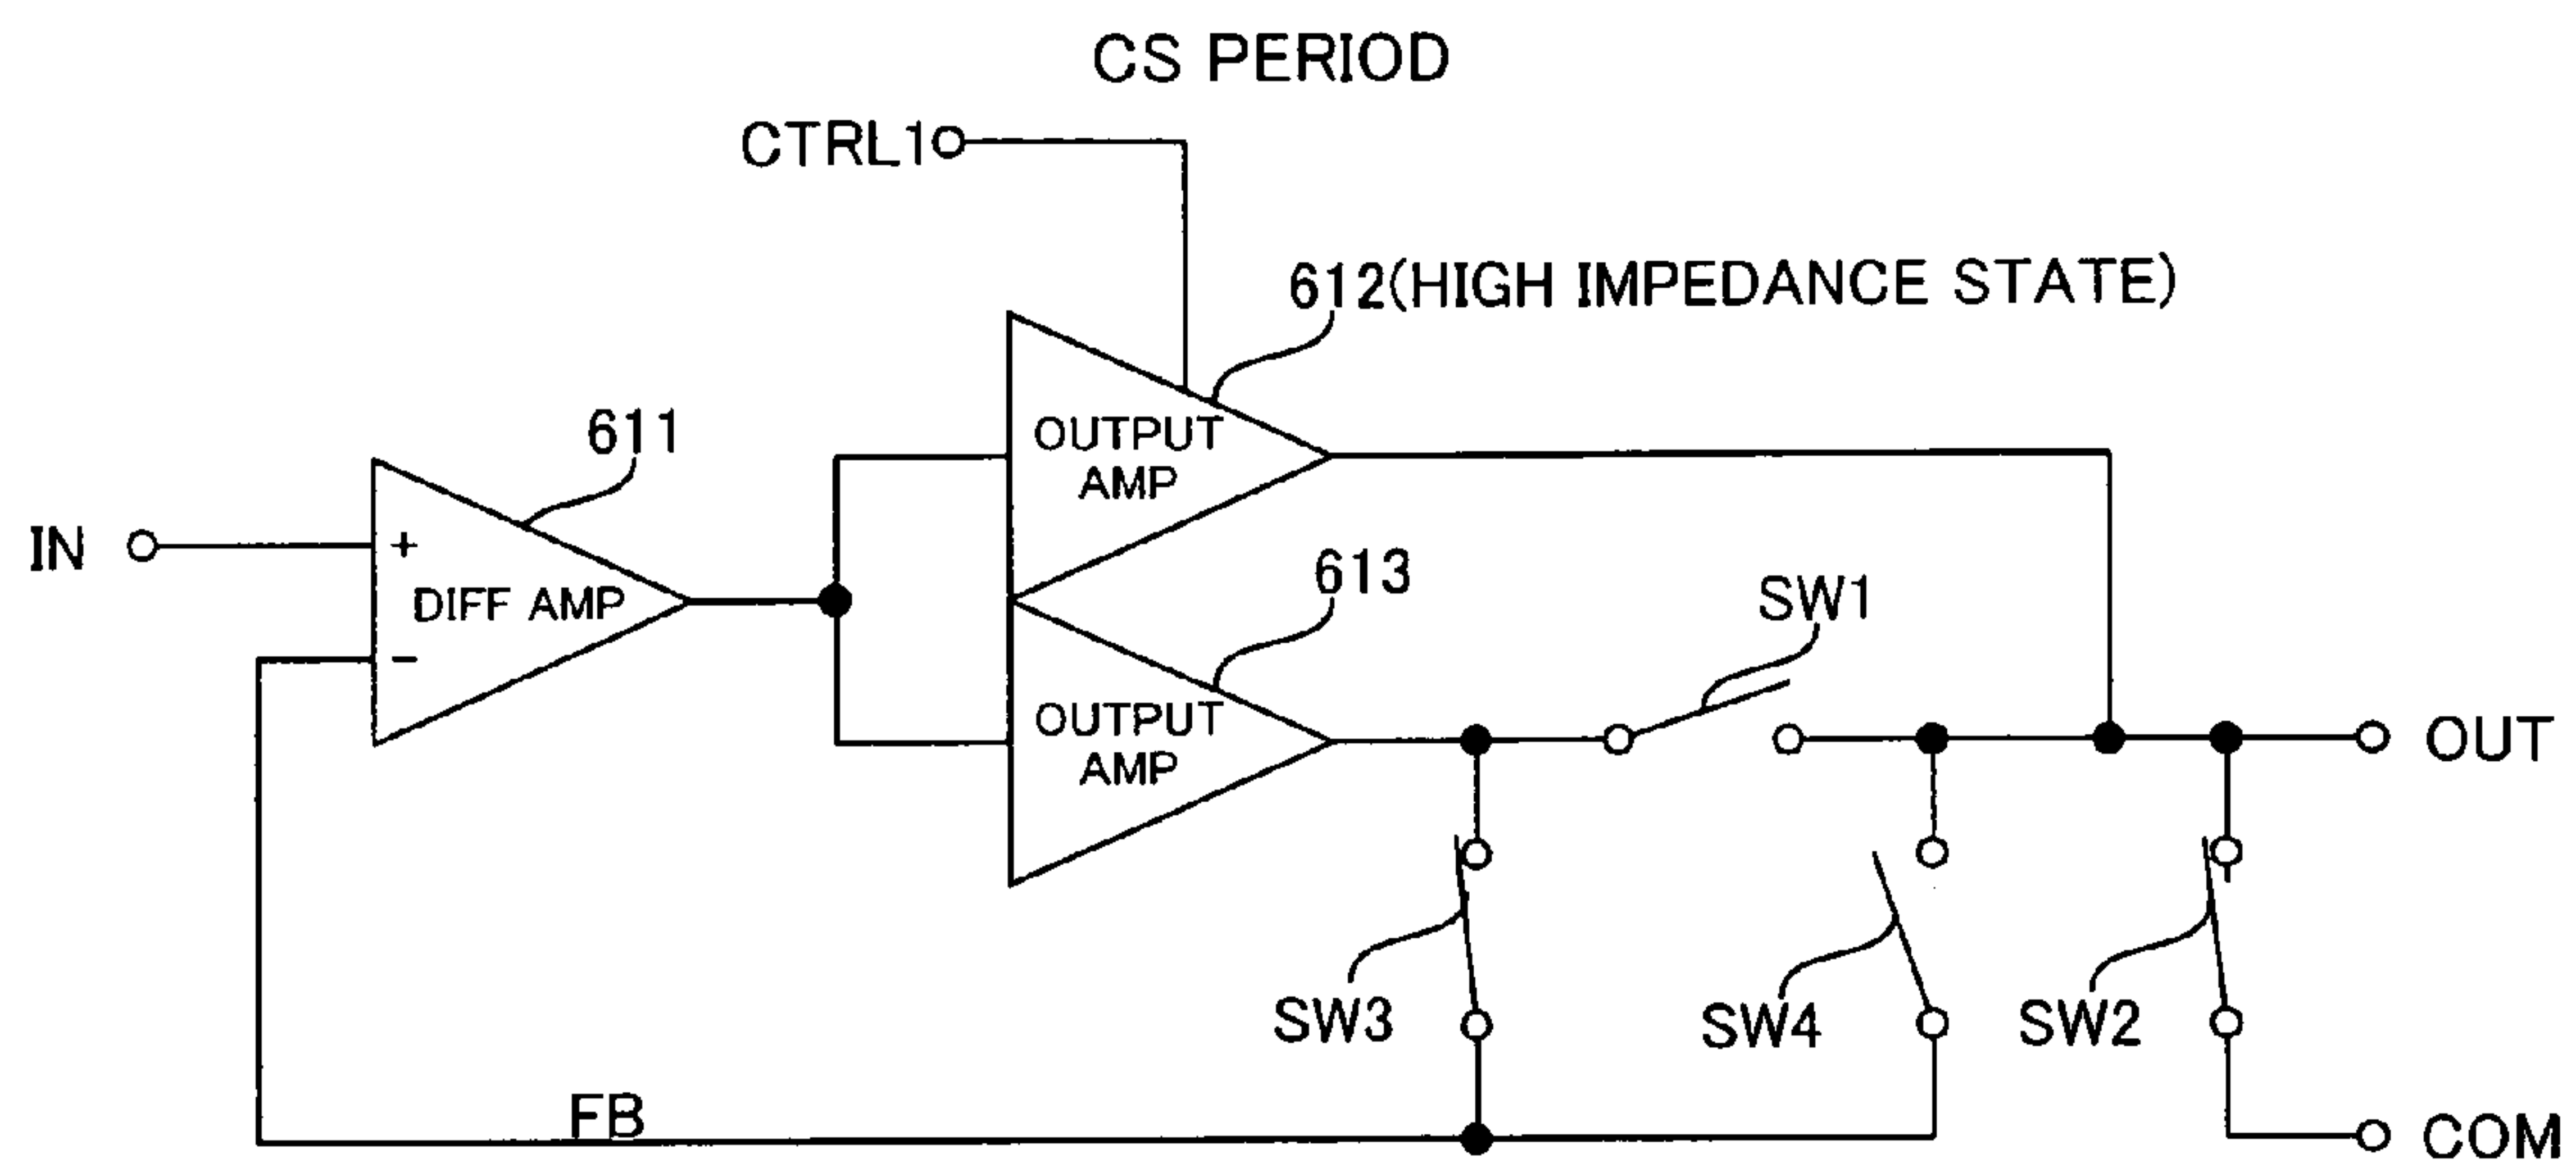 CS PERIOD
CTRL1
612(HIGH IMPEDANCE STATE)
611
OUTPUT
AMP
IN
+
DIFF AMP
-
613
SW1
OUTPUT
AMP
OUT
SW3
SW4
SW2
FB
COM